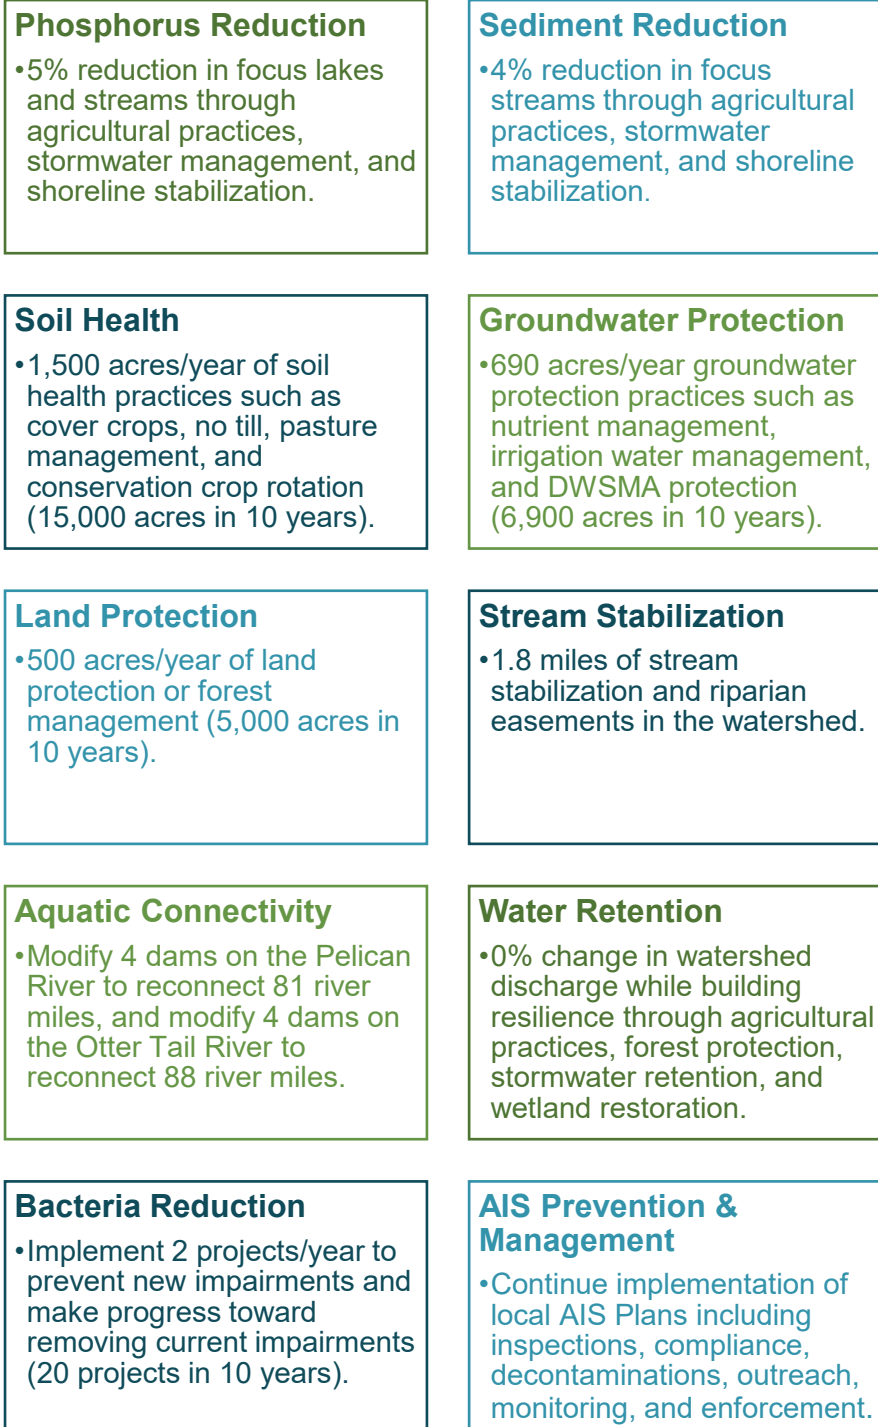 Phosphorus Reduction
•5% reduction in focus lakes
and streams through
agricultural practices,
stormwater management, and
shoreline stabilization.
Sediment Reduction
•4% reduction in focus
streams through agricultural
practices, stormwater
management, and shoreline
stabilization.
Soil Health
•1,500 acres/year of soil
health practices such as
cover crops, no till, pasture
management, and
conservation crop rotation
(15,000 acres in 10 years).
Groundwater Protection
•690 acres/year groundwater
protection practices such as
nutrient management,
irrigation water management,
and DWSMA protection
(6,900 acres in 10 years).
Land Protection
•500 acres/year of land
protection or forest
management (5,000 acres in
10 years).
Stream Stabilization
•1.8 miles of stream
stabilization and riparian
easements in the watershed.
Aquatic Connectivity
•Modify 4 dams on the Pelican
River to reconnect 81 river
miles, and modify 4 dams on
the Otter Tail River to
reconnect 88 river miles.
Water Retention
•0% change in watershed
discharge while building
resilience through agricultural
practices, forest protection,
stormwater retention, and
wetland restoration.
Bacteria Reduction
•Implement 2 projects/year to
prevent new impairments and
make progress toward
removing current impairments
(20 projects in 10 years).
AIS Prevention &
Management
•Continue implementation of
local AIS Plans including
inspections, compliance,
decontaminations, outreach,
monitoring, and enforcement.